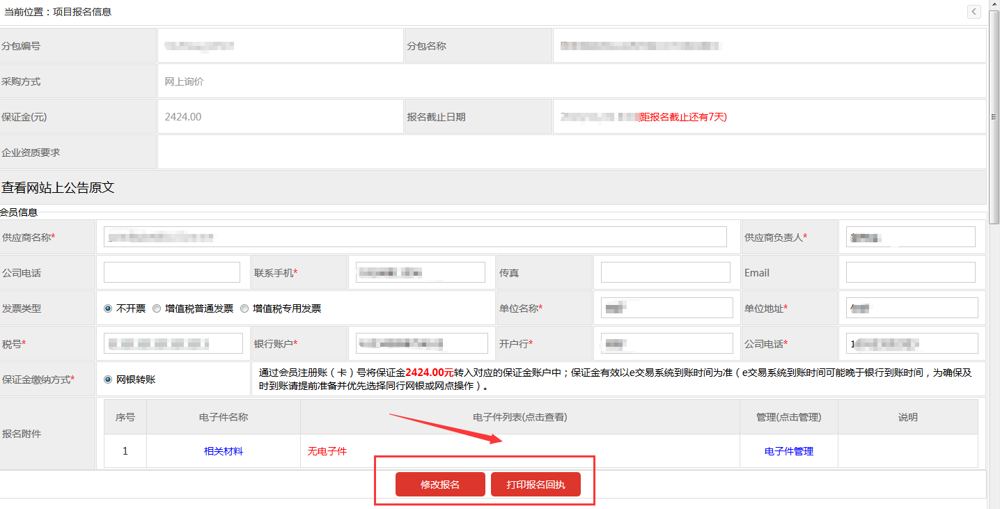 当前位置：项目报名信息
分包编号
分包名称
采购方式 网上询价
保证金(元) 2424.00 报名截止日期 距报名截止还有7天)
企业资质要求
查看网站上公告原文
会员信息
供应商名称* 供应商负责人*
公司电话 联系手机* 传真 Email
发票类型 不开票 增值税普通发票 增值税专用发票 单位名称* 单位地址*
税号* 银行账户* 开户行* 公司电话*
保证金缴纳方式* 网银转账 通过会员注册账（卡）号将保证金2424.00元转入对应的保证金账户中；保证金有效以e交易系统到账时间为准（e交易系统到账时间可能晚于银行到账时间，为确保及
时到账请提前准备并优先选择同行网银或网点操作）。
报名附件
序号 电子件名称 电子件列表(点击查看) 管理(点击管理) 说明
1 相关材料 无电子件 电子件管理
修改报名 打印报名回执